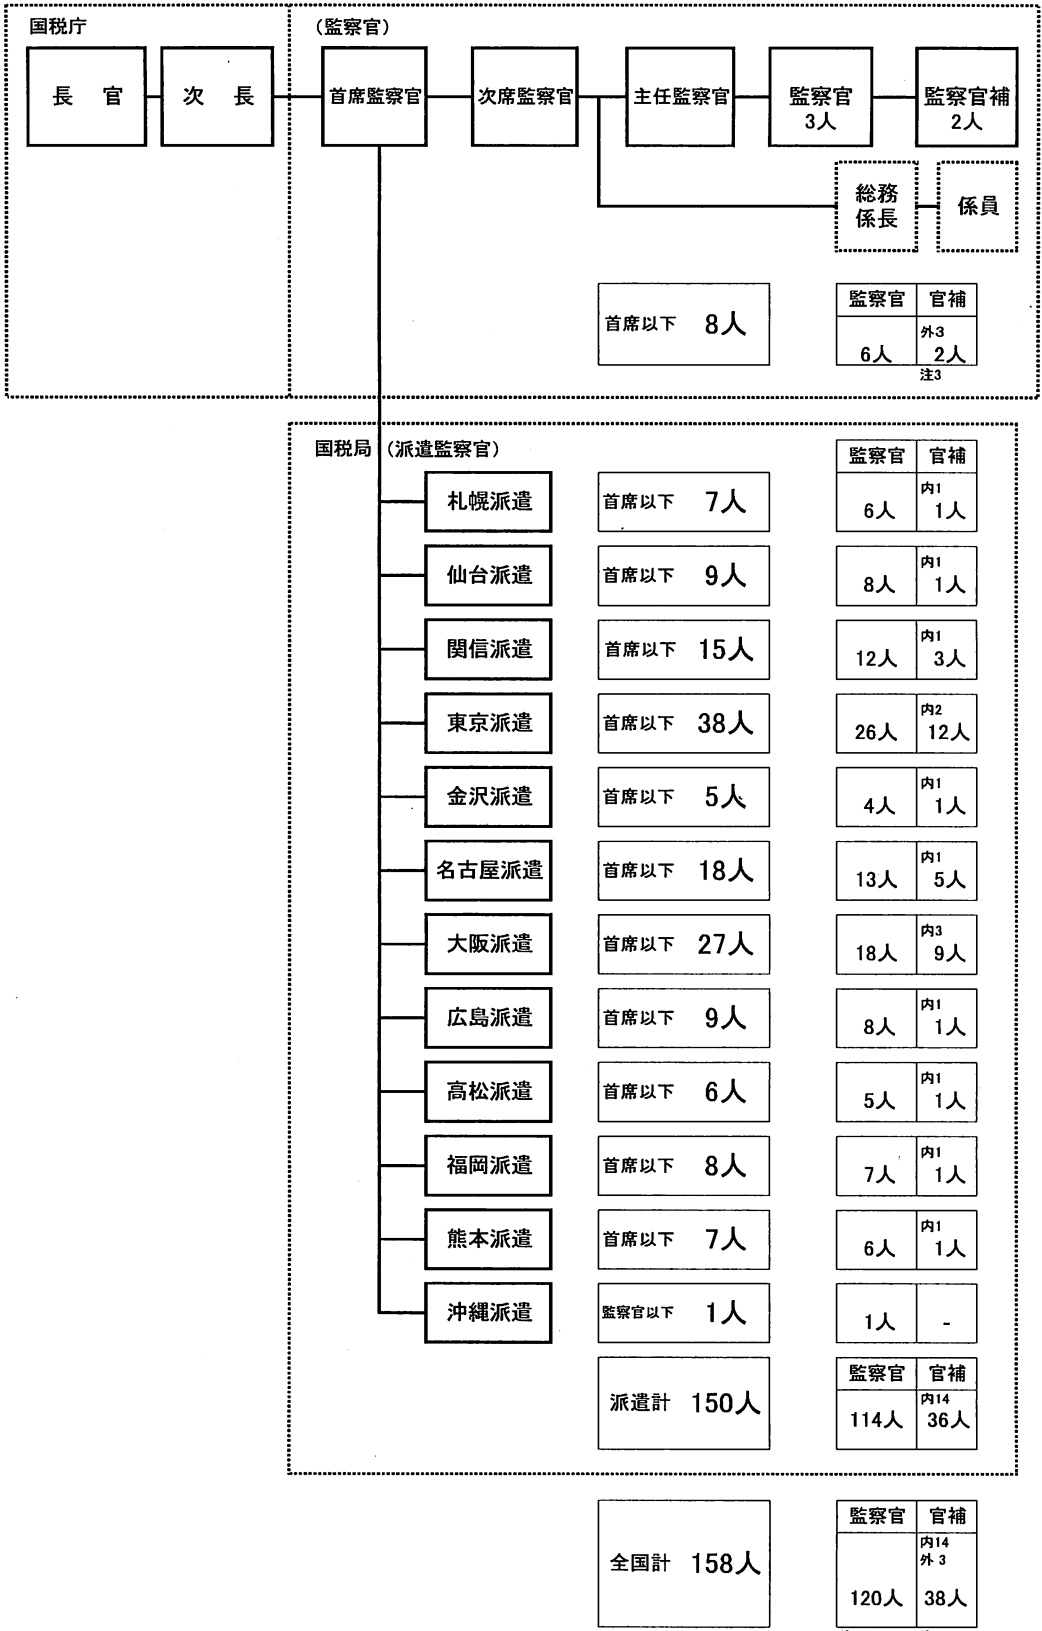 国税庁
（監察官）
長 官
次 長
首席監察官
次席監察官
主任監察官
監察官
3人
監察官補
2人
総務
係長
係員
首席以下 8人
監察官 官補
外3
6人 2人
注3
国税局（派遣監察官）
監察官 官補
札幌派遣 首席以下 7人 6人 内1 1人
仙台派遣 首席以下 9人 8人 内1 1人
関信派遣 首席以下 15人 12人 内1 3人
東京派遣 首席以下 38人 26人 内2 12人
金沢派遣 首席以下 5人 4人 内1 1人
名古屋派遣 首席以下 18人 13人 内1 5人
大阪派遣 首席以下 27人 18人 内3 9人
広島派遣 首席以下 9人 8人 内1 1人
高松派遣 首席以下 6人 5人 内1 1人
福岡派遣 首席以下 8人 7人 内1 1人
熊本派遣 首席以下 7人 6人 内1 1人
沖縄派遣 監察官以下 1人 1人 -
監察官 官補
派遣計 150人 114人 内14 36人
監察官 官補
内14
外 3
全国計 158人 120人 38人